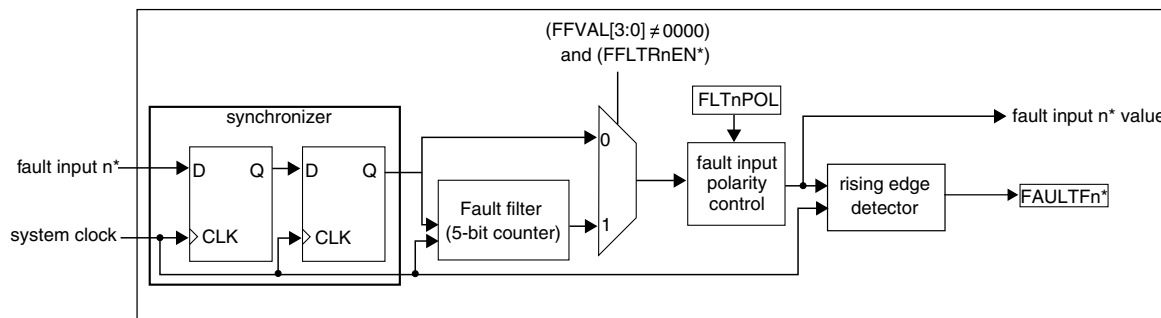 (FFVAL[3:0] ≠ 0000)
and (FFLTRnEN*)
synchronizer
FLTnPOL
fault input n* value
fault input n*
D Q
D Q
0
fault input
polarity
control
rising edge
detector
FAULTFn*
Fault filter
(5-bit counter)
1
system clock
CLK
CLK